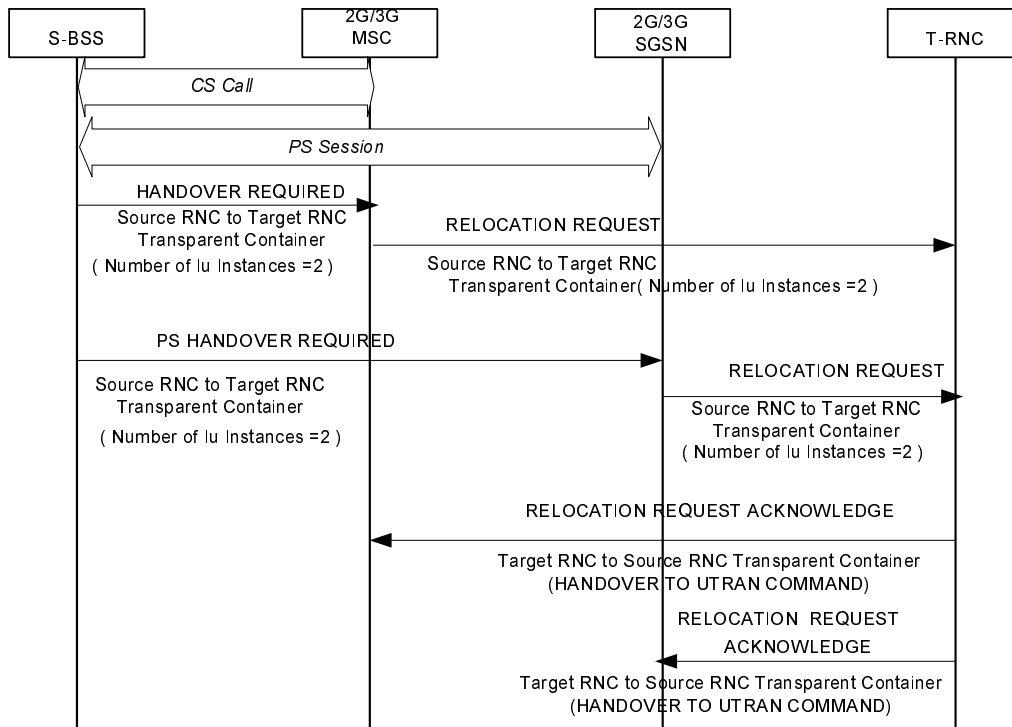 S-BSS
2G/3G
MSC
2G/3G
SGSN
T-RNC
CS Call
PS Session
HANDOVER REQUIRED
Source RNC to Target RNC
Transparent Container
( Number of Iu Instances =2 )
RELOCATION REQUEST
Source RNC to Target RNC
Transparent Container( Number of Iu Instances =2 )
PS HANDOVER REQUIRED
Source RNC to Target RNC
Transparent Container
( Number of Iu Instances =2 )
RELOCATION REQUEST
Source RNC to Target RNC
Transparent Container
( Number of Iu Instances =2 )
RELOCATION REQUEST ACKNOWLEDGE
Target RNC to Source RNC Transparent Container
(HANDOVER TO UTRAN COMMAND)
RELOCATION REQUEST
ACKNOWLEDGE
Target RNC to Source RNC Transparent Container
(HANDOVER TO UTRAN COMMAND)